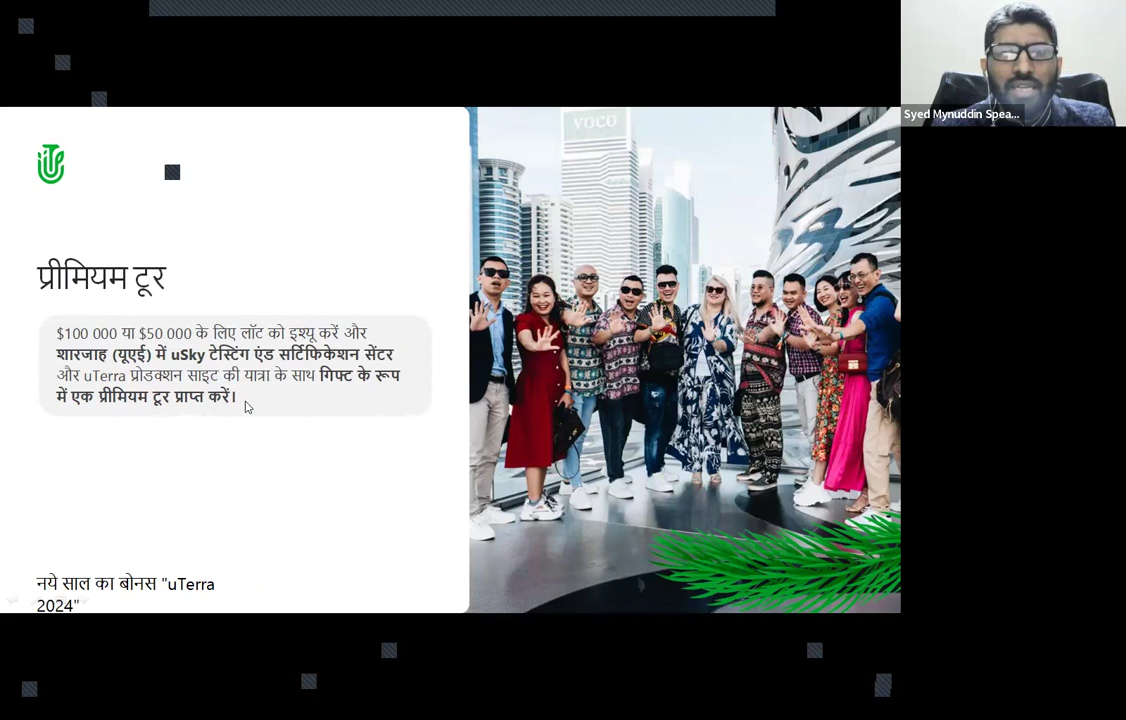 VOCO
Syed Mynuddin Spea...
प्रीमियम टूर
$100 000 या $50 000 के लिए लॉट को इश्यू करें और
शारजाह (यूएई) में uSky टेस्टिंग एंड सर्टिफिकेशन सेंटर
और uTerra प्रोडक्शन साइट की यात्रा के साथ गिफ्ट के रूप
में एक प्रीमियम टूर प्राप्त करें।
नये साल का बोनस "uTerra
2024"